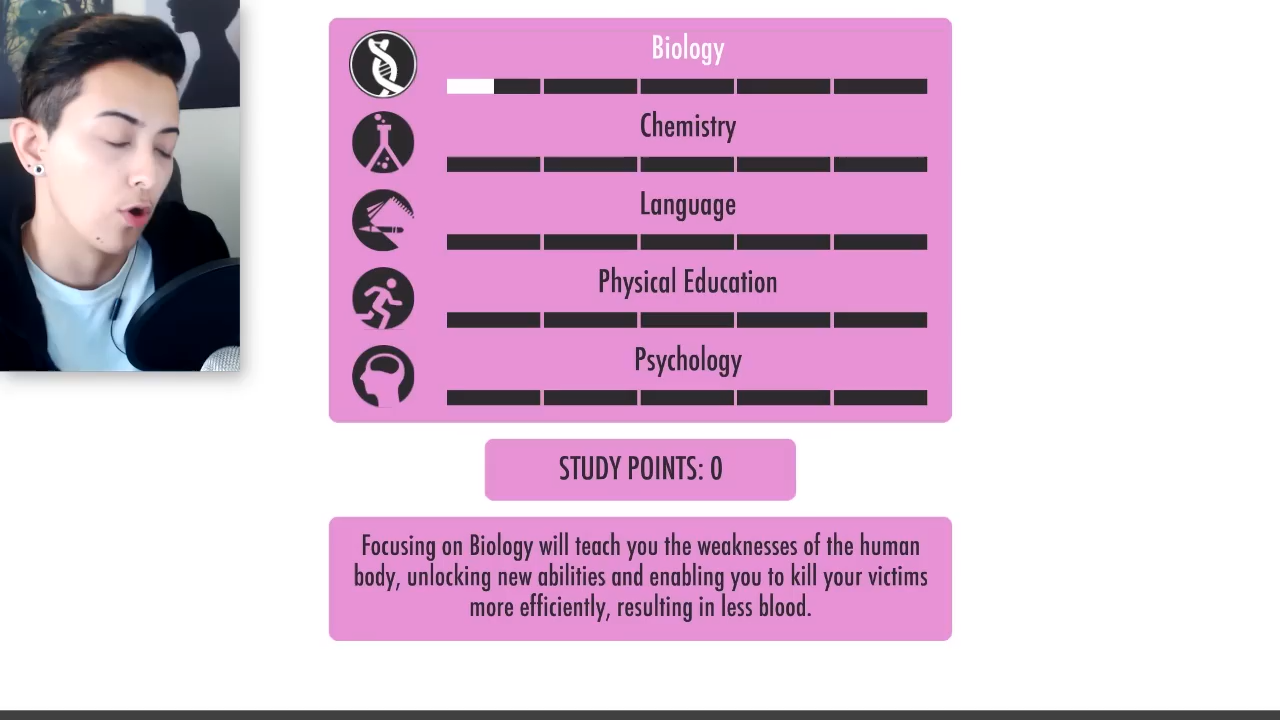 Biology
Chemistry
Language
Physical Education
Psychology
STUDY POINTS: 0
Focusing on Biology will teach you the weaknesses of the human
body, unlocking new abilities and enabling you to kill your victims
more efficiently, resulting in less blood.